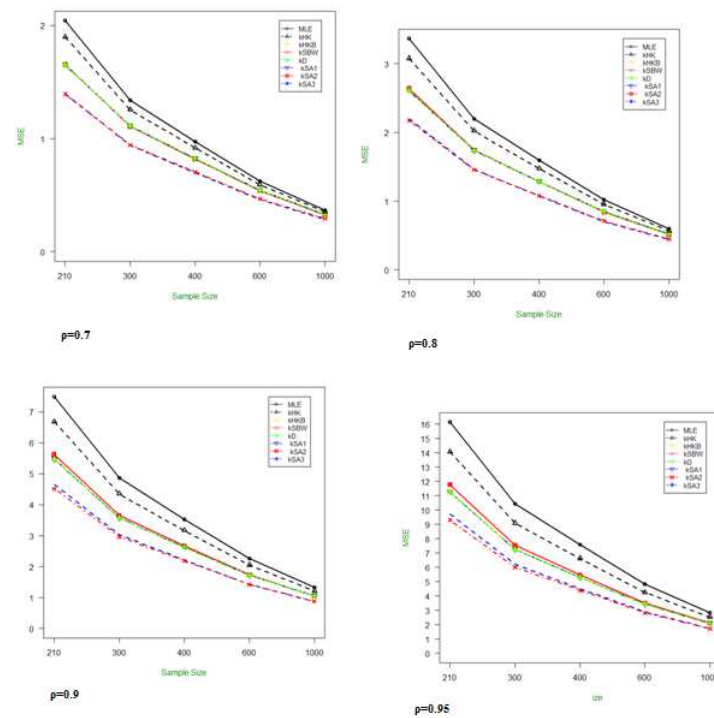 2
1
0
MSE
MLE
kHK
kHKB
kSBW
kD
kSA1
kSA2
kSA3
210 300 400 600 1000
Sample Size
ρ=0.7
3
2
1
0
MSE
MLE
kHK
kHKB
kSBW
kD
kSA1
kSA2
kSA3
210 300 400 600 1000
Sample Size
ρ=0.8
7
6
5
4
3
2
1
0
MSE
MLE
kHK
kHKB
kSBW
kD
kSA1
kSA2
kSA3
210 300 400 600 1000
Sample Size
ρ=0.9
16
15
14
13
12
11
10
9
8
7
6
5
4
3
2
1
0
MSE
MLE
kHK
kHKB
kSBW
kD
kSA1
kSA2
kSA3
210 300 400 600 100
ize
ρ=0.95